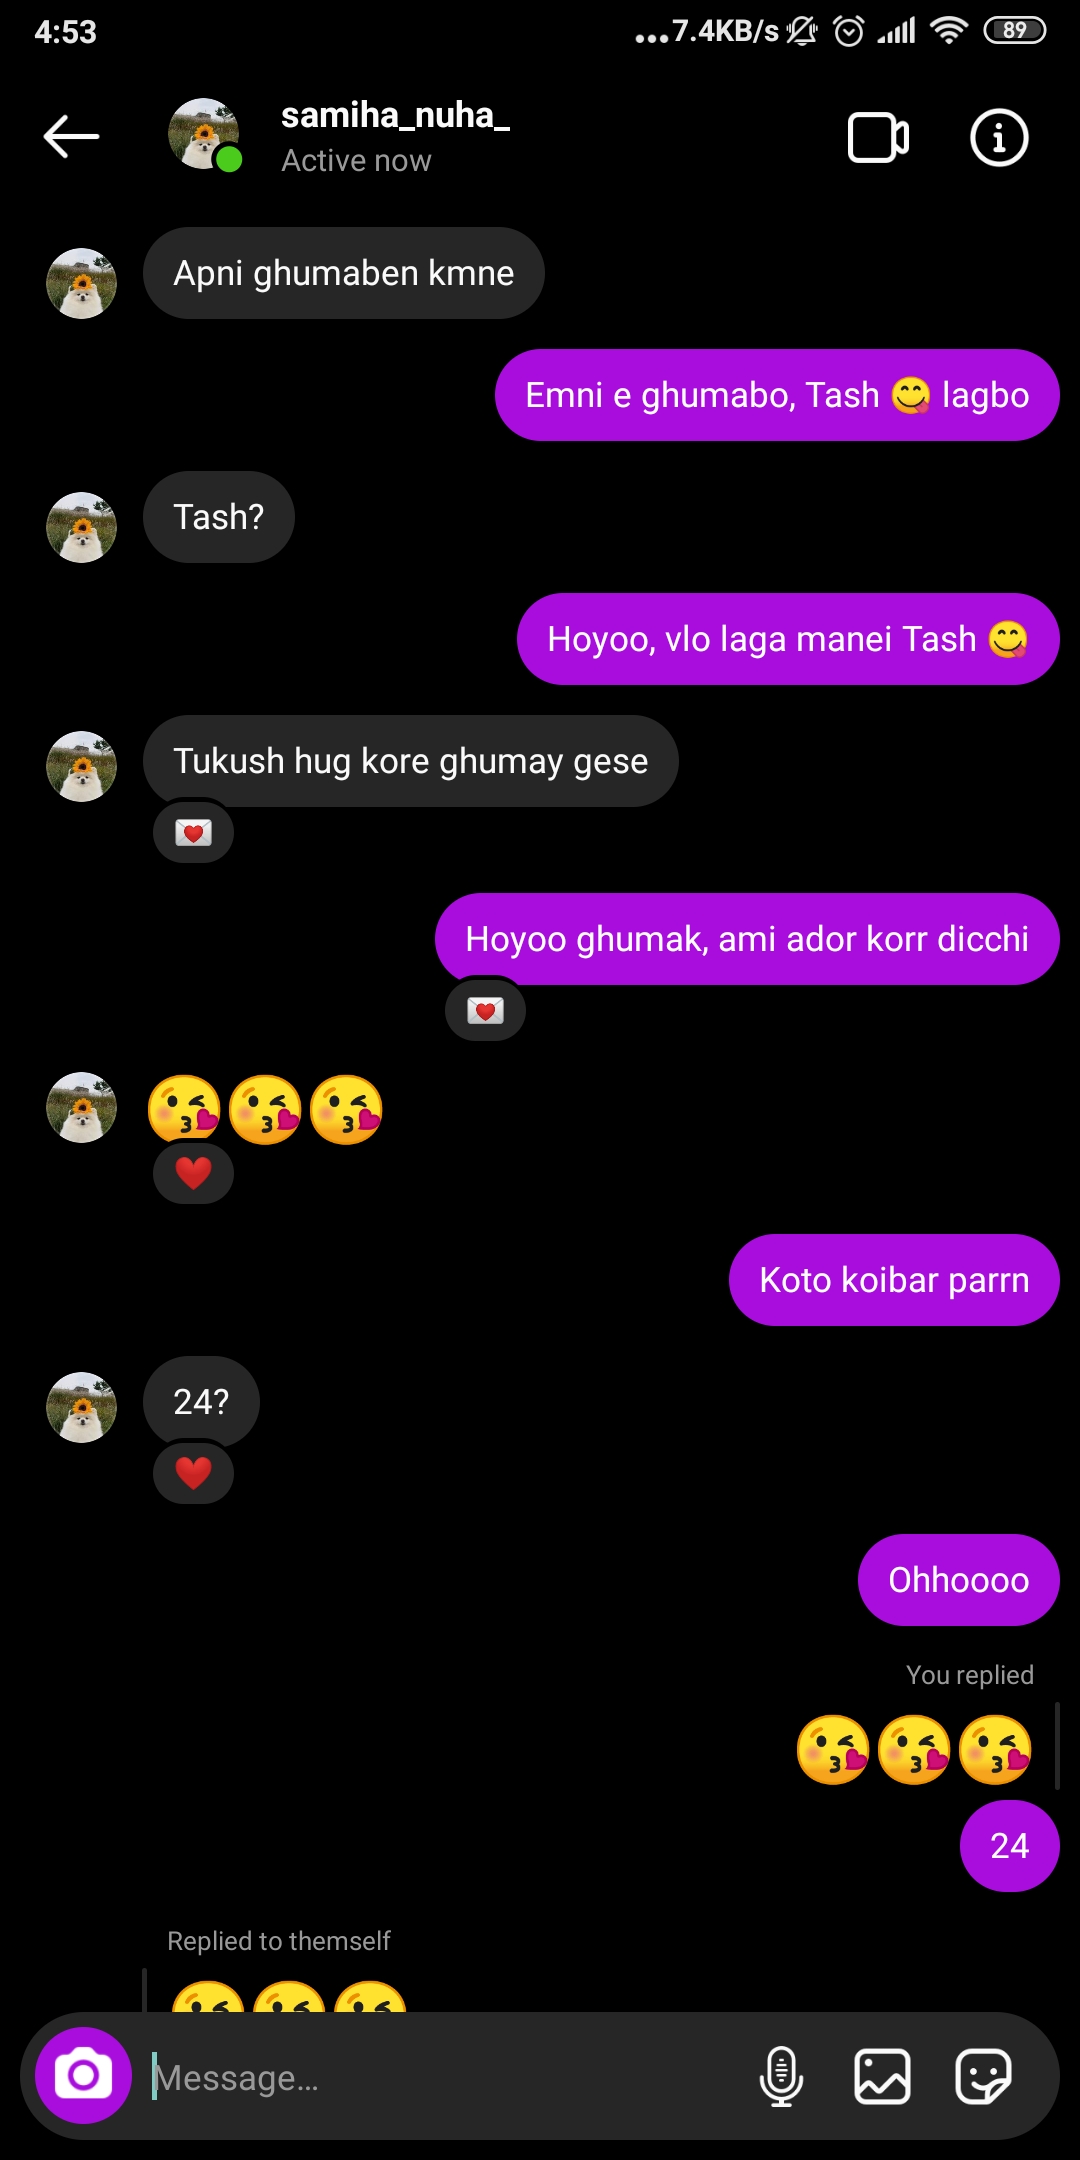 4:53
...7.4KB/s
89
samiha_nuha_
Active now
Apni ghumaben kmne
Emni e ghumabo, Tash 😋 lagbo
Tash?
Hoyoo, vlo laga manei Tash 😋
Tukush hug kore ghumay gese
💌
Hoyoo ghumak, ami ador korr dicchi
💌
😘😘😘
❤️
Koto koibar parrn
24?
❤️
Ohhoooo
You replied
😘😘😘
24
Replied to themself
😘😘😘
Message...